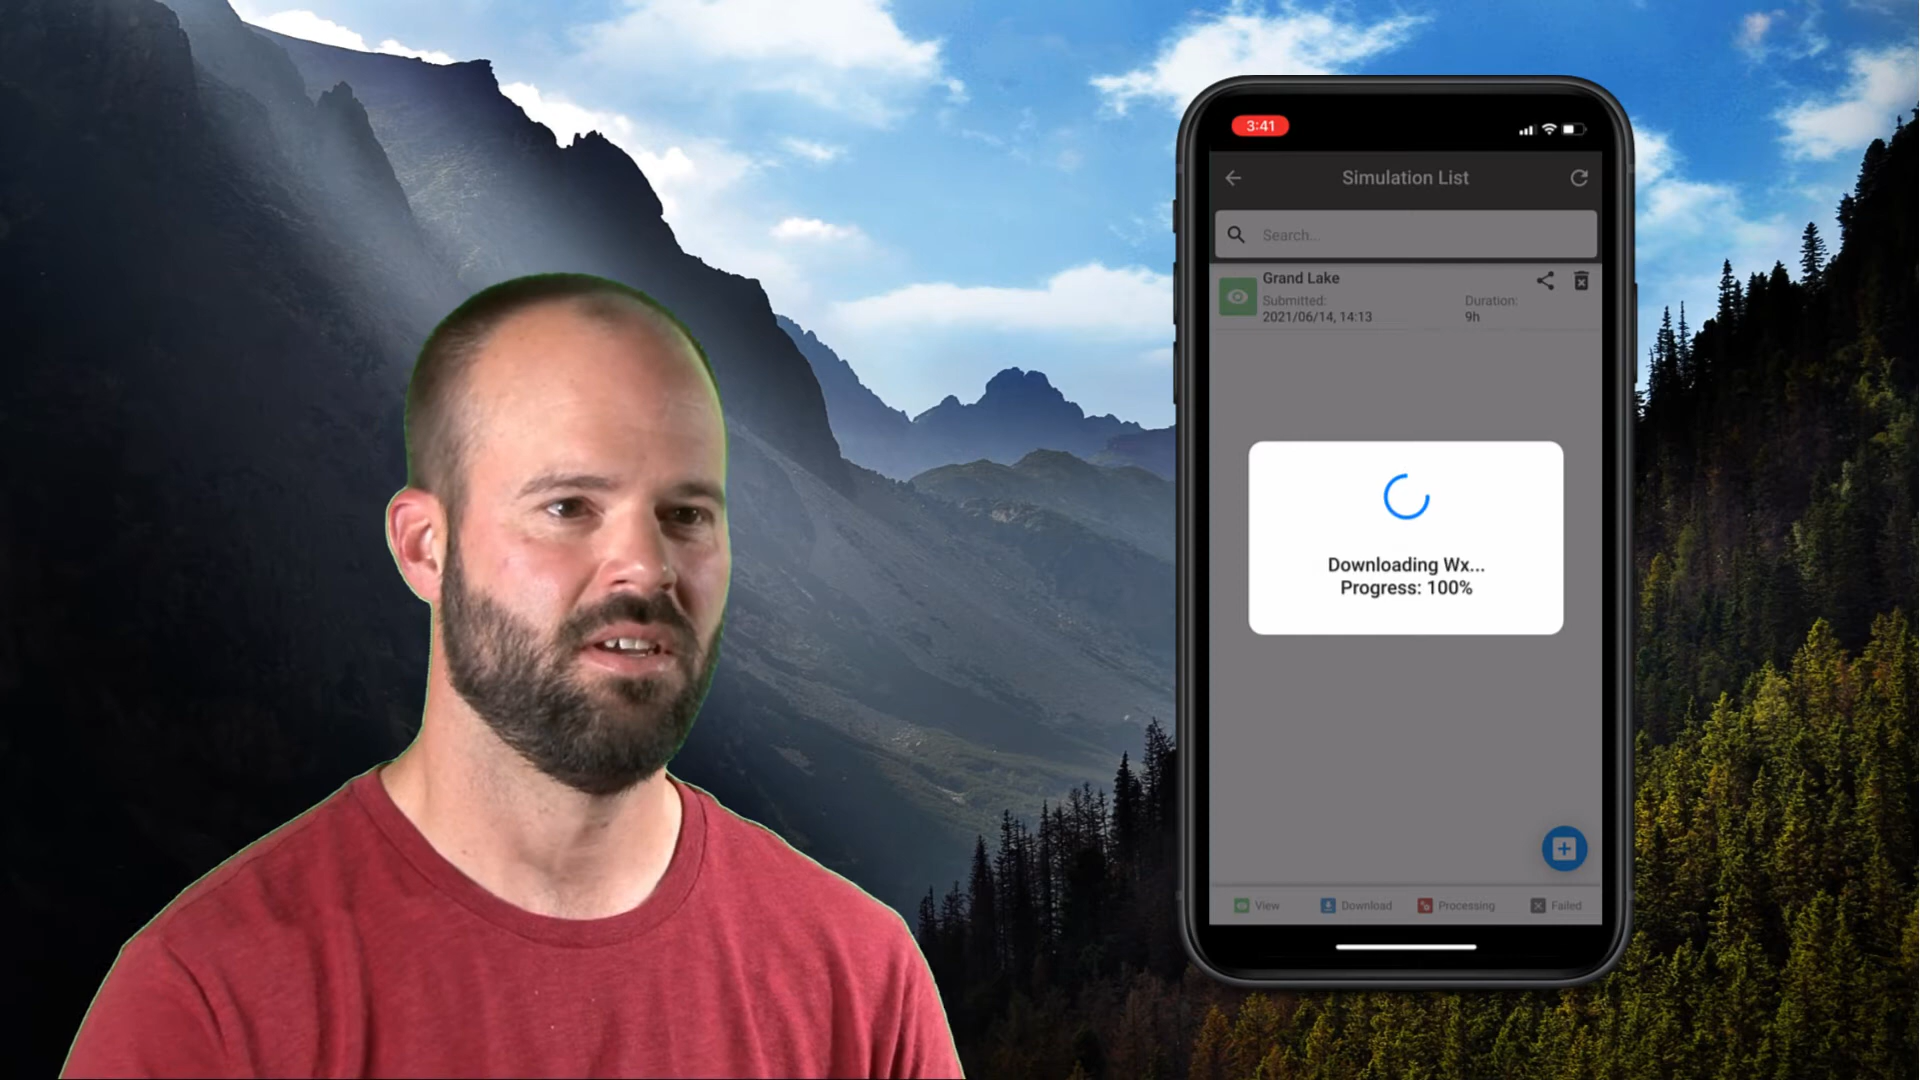 3:41
Simulation List
Search...
Grand Lake
Submitted:
2021/06/14, 14:13
Duration:
9h
Downloading Wx...
Progress: 100%
View
Download
Processing
Failed